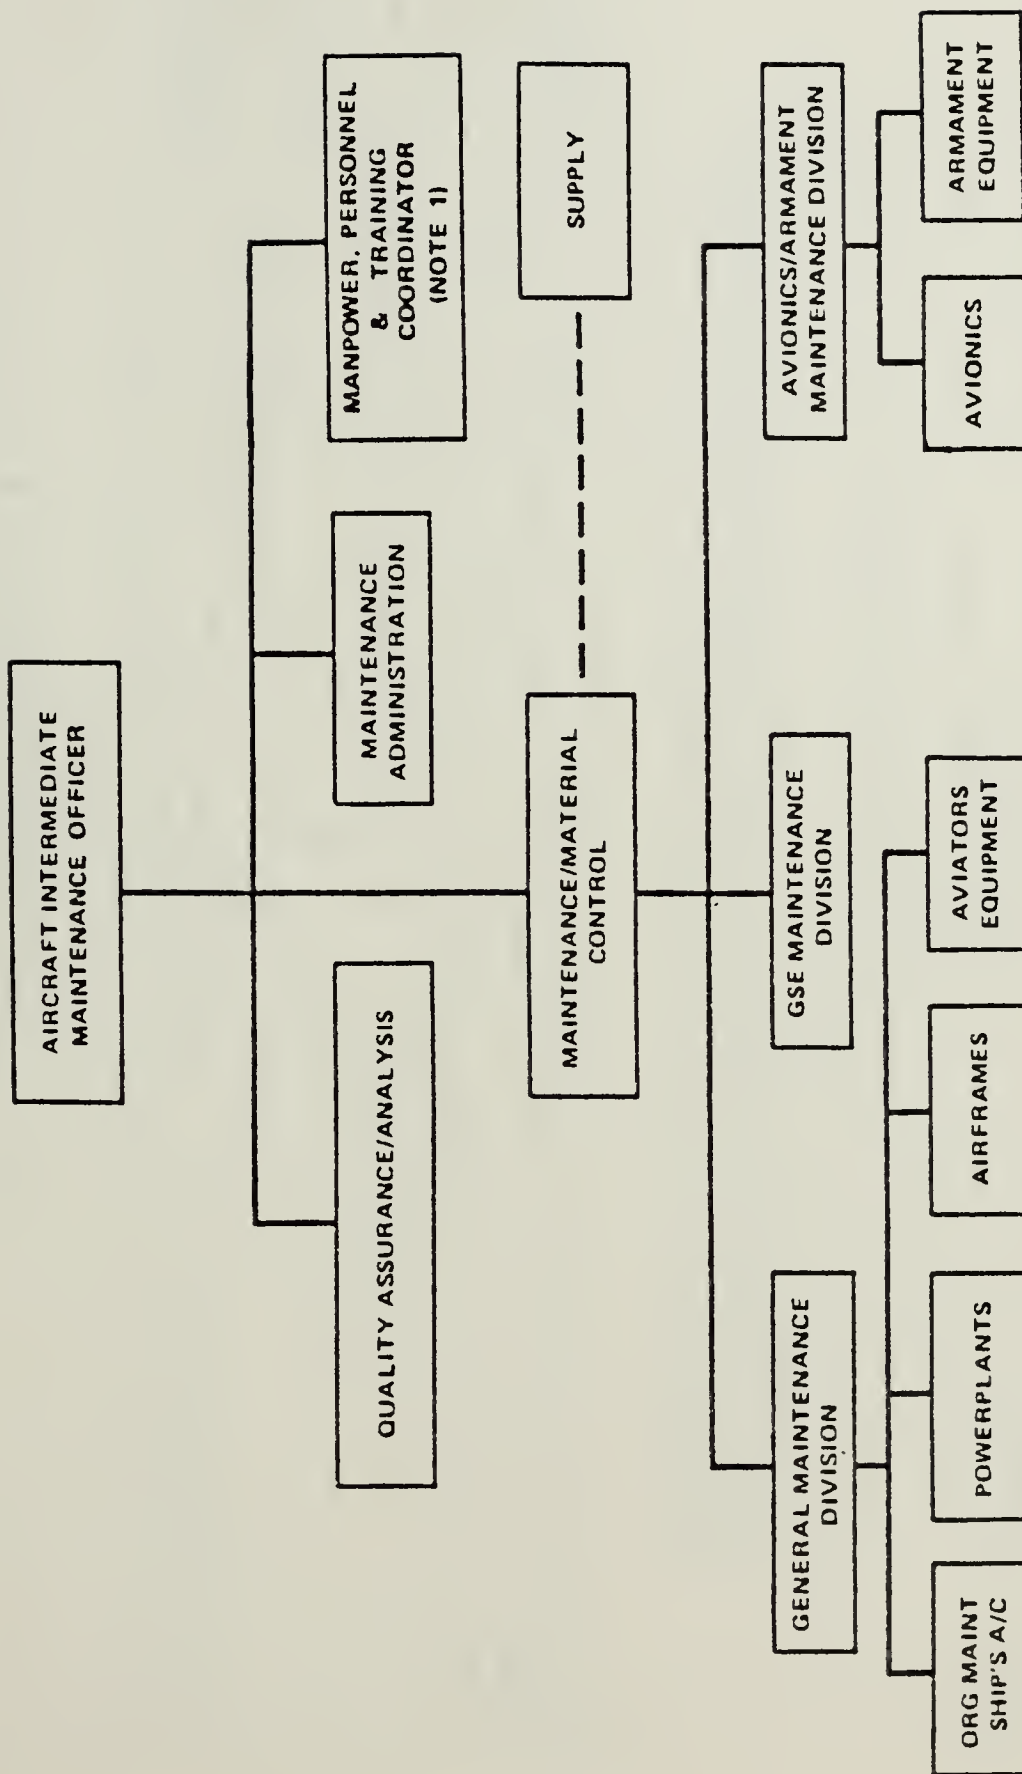 AIRCRAFT INTERMEDIATE
MAINTENANCE OFFICER
QUALITY ASSURANCE/ANALYSIS
MAINTENANCE
ADMINISTRATION
MANPOWER, PERSONNEL
& TRAINING
COORDINATOR
(NOTE 1)
MAINTENANCE/MATERIAL
CONTROL
SUPPLY
GENERAL MAINTENANCE
DIVISION
GSE MAINTENANCE
DIVISION
AVIONICS/ARMAMENT
MAINTENANCE DIVISION
ORG MAINT
SHIP'S A/C
POWERPLANTS
AIRFRAMES
AVIATORS
EQUIPMENT
AVIONICS
ARMAMENT
EQUIPMENT